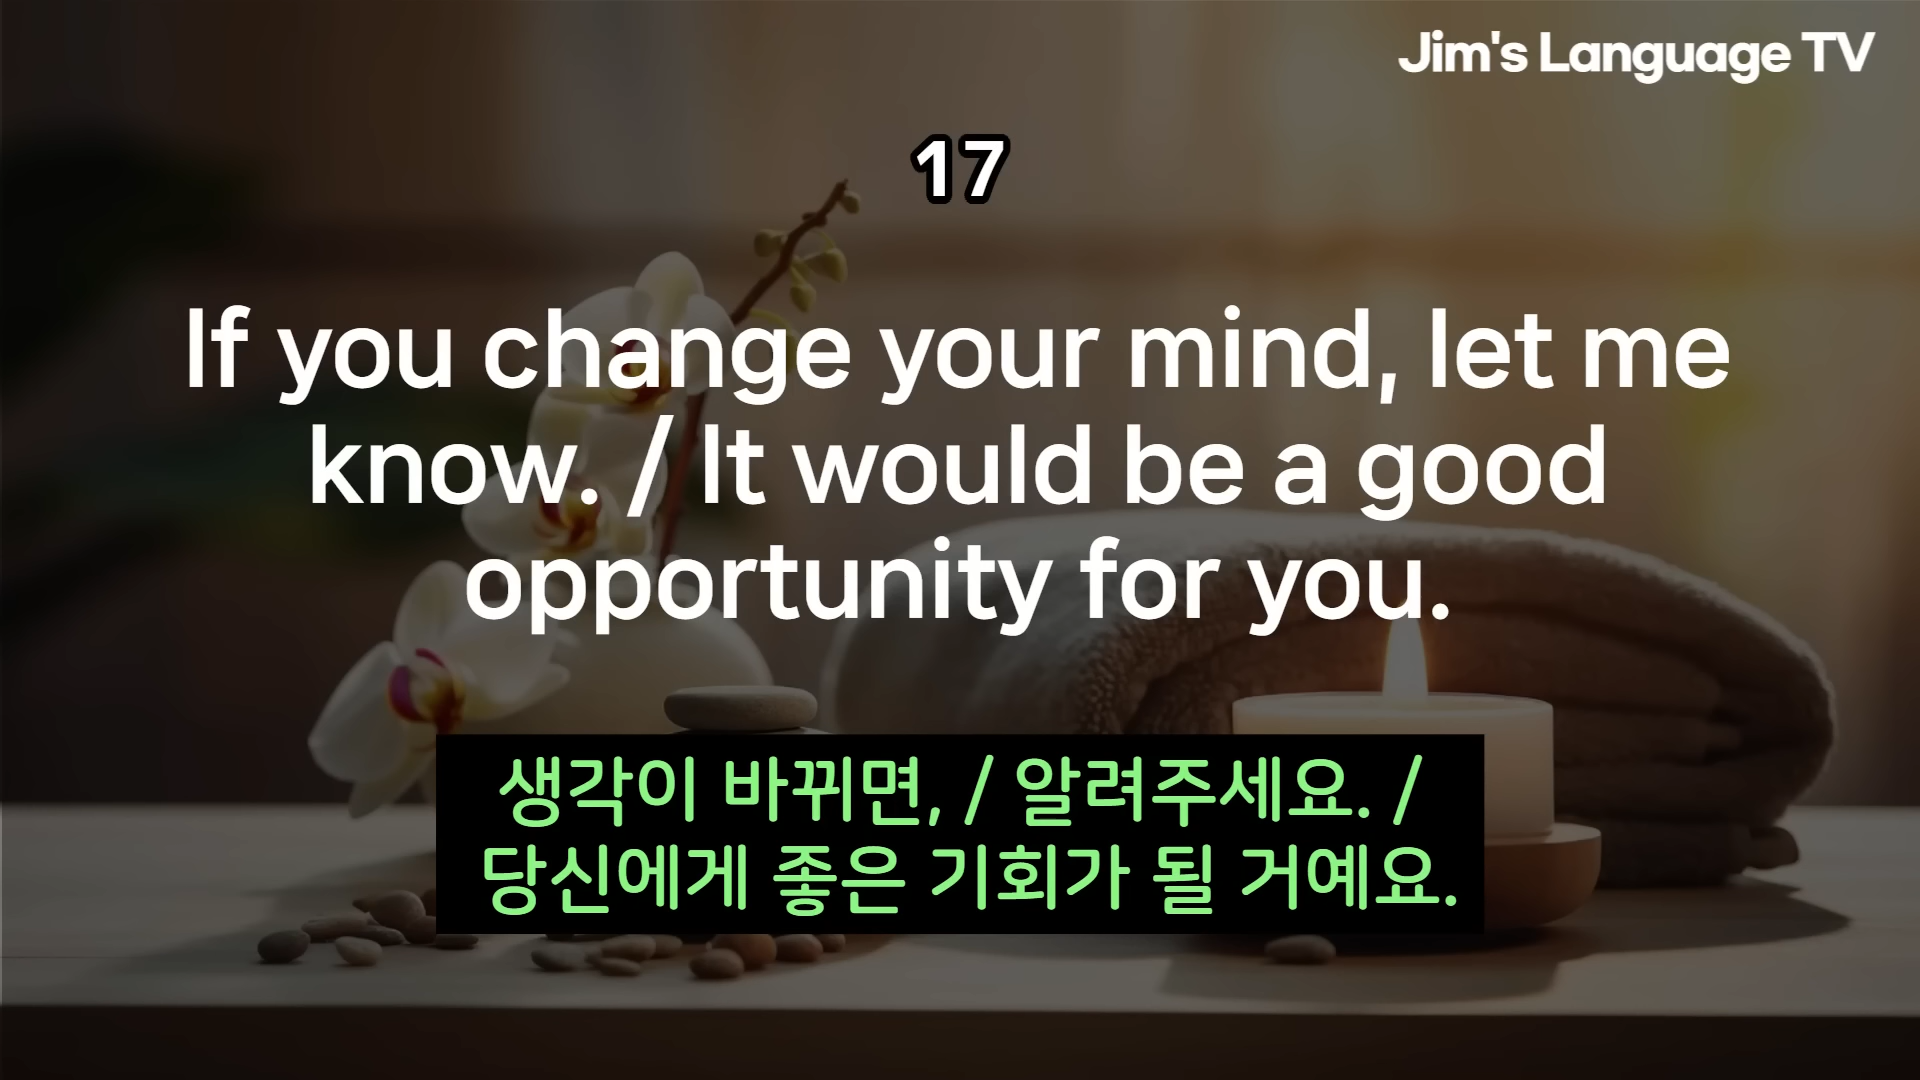 Jim's Language TV
17
If you change your mind, let me
know. / It would be a good
opportunity for you.
생각이 바뀌면, / 알려주세요. /
당신에게 좋은 기회가 될 거예요.